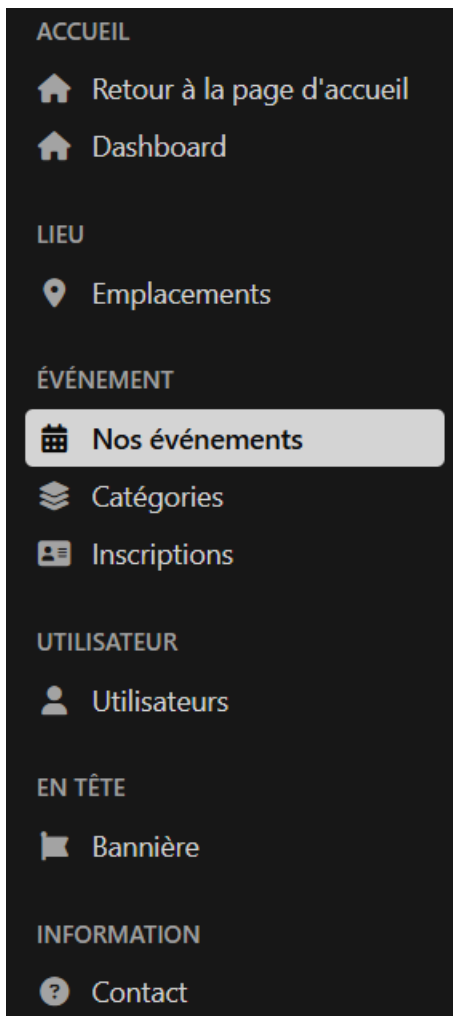 ACCUEIL
Retour à la page d'accueil
Dashboard
LIEU
Emplacements
ÉVÉNEMENT
Nos événements
Catégories
Inscriptions
UTILISATEUR
Utilisateurs
EN TÊTE
Bannière
INFORMATION
Contact